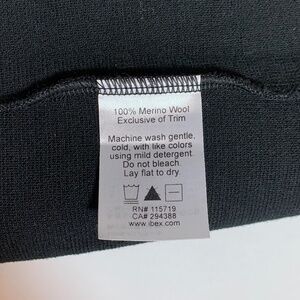 100% Merino Wool
Exclusive of Trim
Machine wash gentle,
cold, with like colors
using mild detergent.
Do not bleach.
Lay flat to dry.
RN# 115719
CA# 294388
www.ibex.com